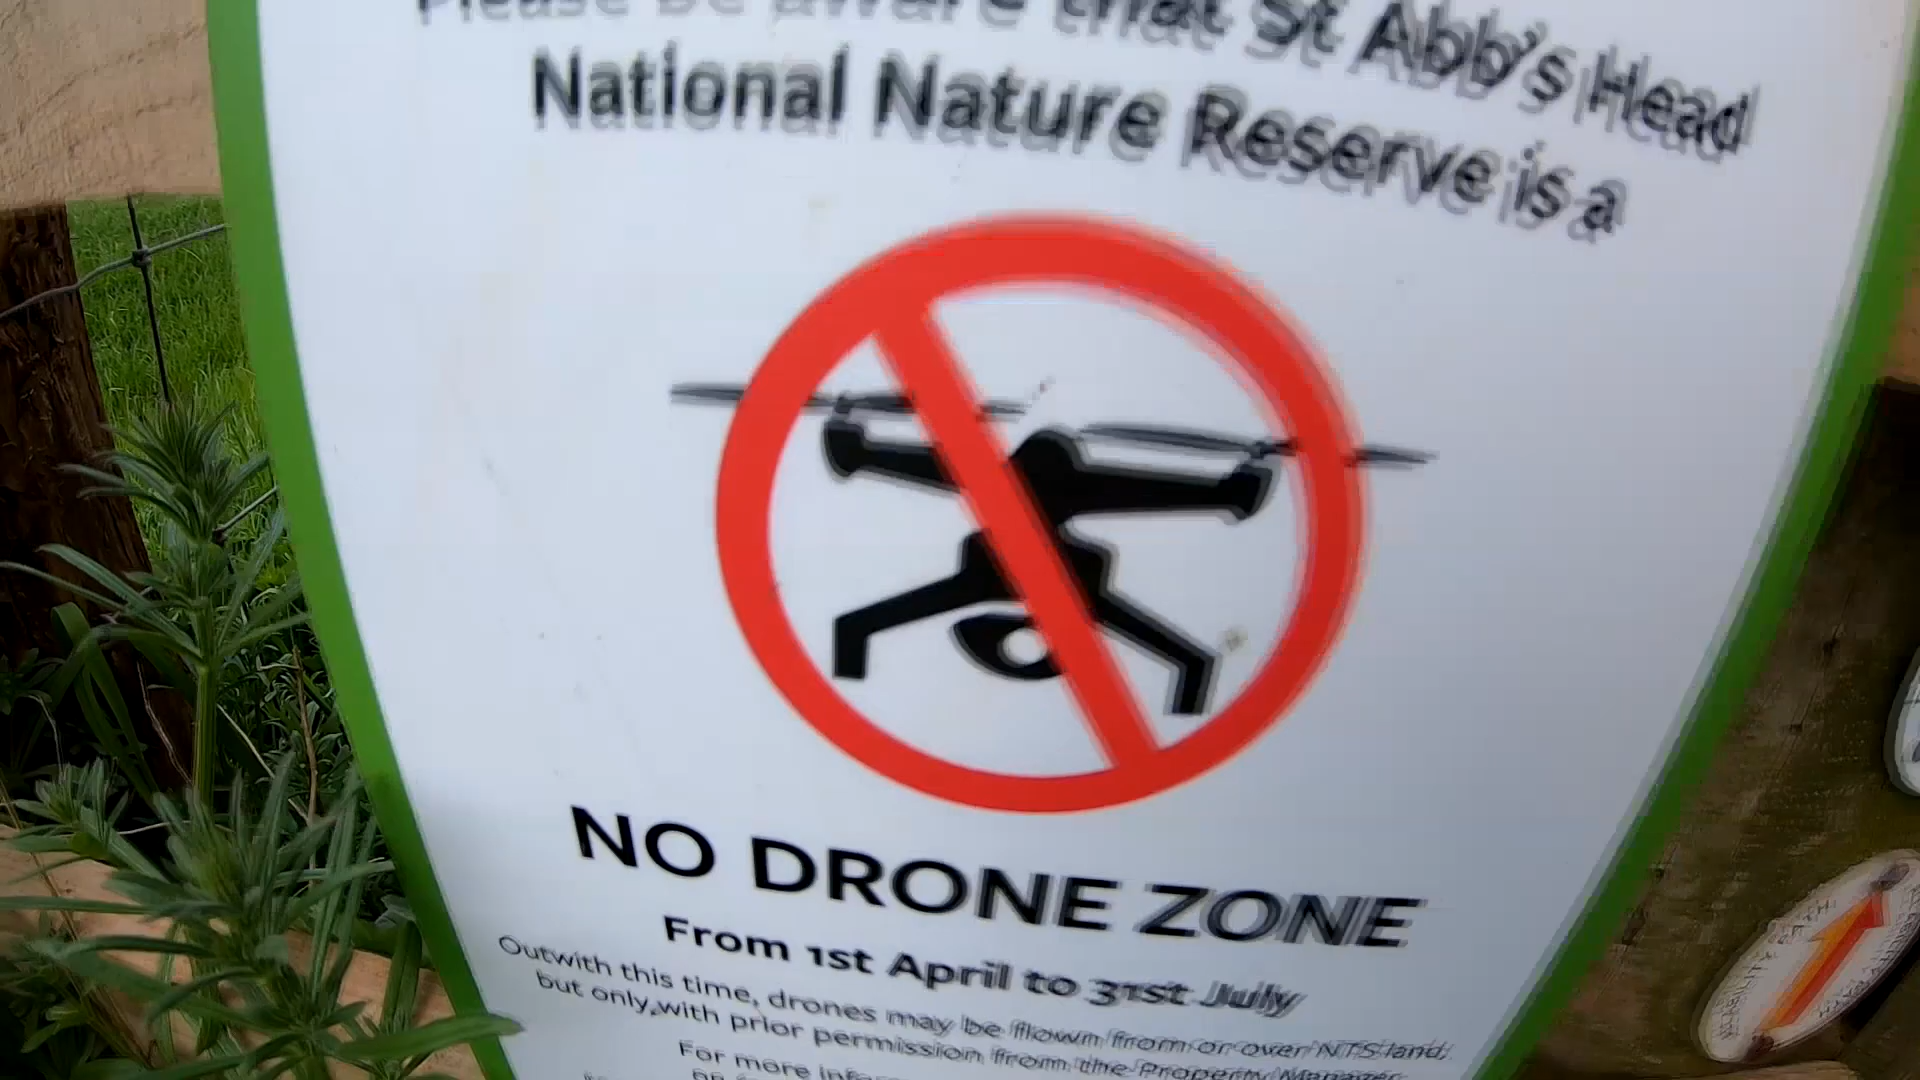 Please be aware that St Abb's Head
National Nature Reserve is a
NO DRONE ZONE
From 1st April to 31st July
Outwith this time, drones may be flown from or over NTS land,
but only with prior permission from the Property Manager.
For more